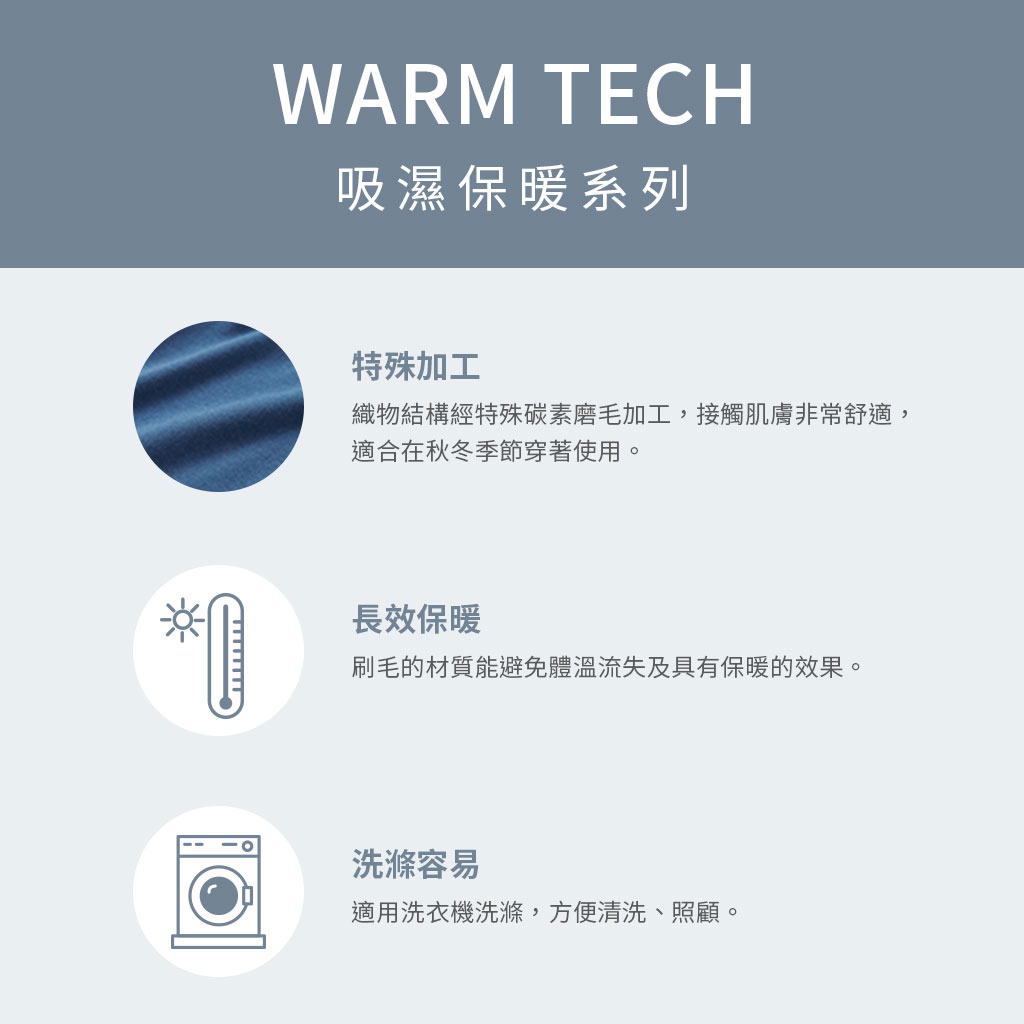 WARM TECH
吸濕保暖系列
特殊加工
織物結構經特殊碳素磨毛加工，接觸肌膚非常舒適，
適合在秋冬季節穿著使用。
長效保暖
刷毛的材質能避免體溫流失及具有保暖的效果。
洗滌容易
適用洗衣機洗滌，方便清洗、照顧。